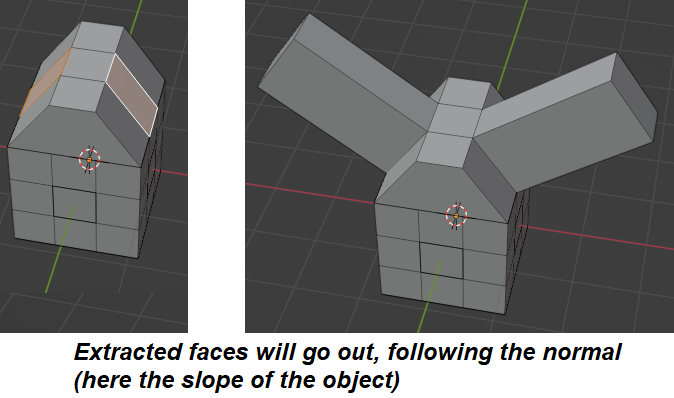 Extracted faces will go out, following the normal
(here the slope of the object)